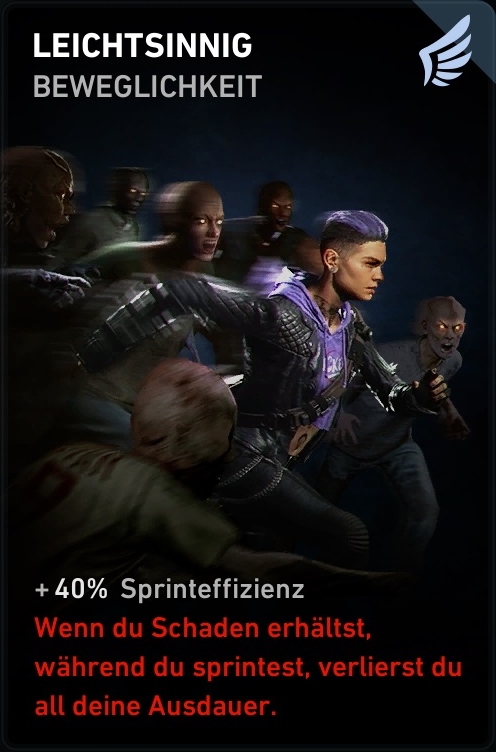 LEICHTSINNIG
BEWEGLICHKEIT
+ 40% Sprinteffizienz
Wenn du Schaden erhältst,
während du sprintest, verlierst du
all deine Ausdauer.